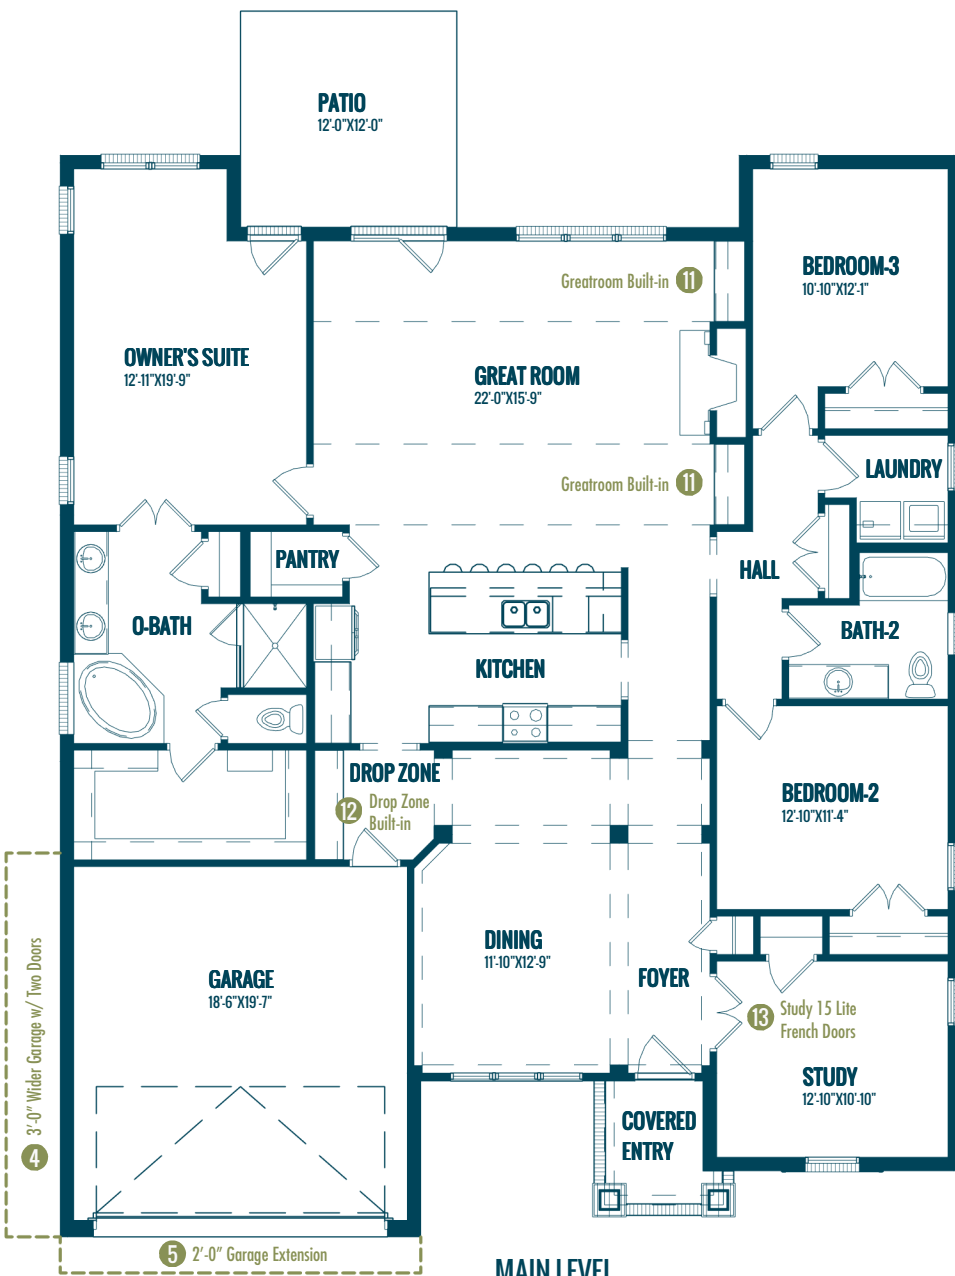 PATIO
12'-0"X12'-0"
Greatroom Built-in 11
BEDROOM-3
10'-10"X12'-1"
OWNER'S SUITE
12'-11"X19'-9"
GREAT ROOM
22'-0"X15'-9"
Greatroom Built-in 11
LAUNDRY
PANTRY
HALL
O-BATH
BATH-2
KITCHEN
DROP ZONE
12 Drop Zone
Built-in
BEDROOM-2
12'-10"X11'-4"
DINING
11'-10"X12'-9"
GARAGE
18'-6"X19'-7"
FOYER
13 Study 15 Lite
French Doors
STUDY
12'-10"X10'-10"
COVERED
ENTRY
4 3'-0" Wider Garage w/ Two Doors
5 2'-0" Garage Extension
MAIN LEVEL